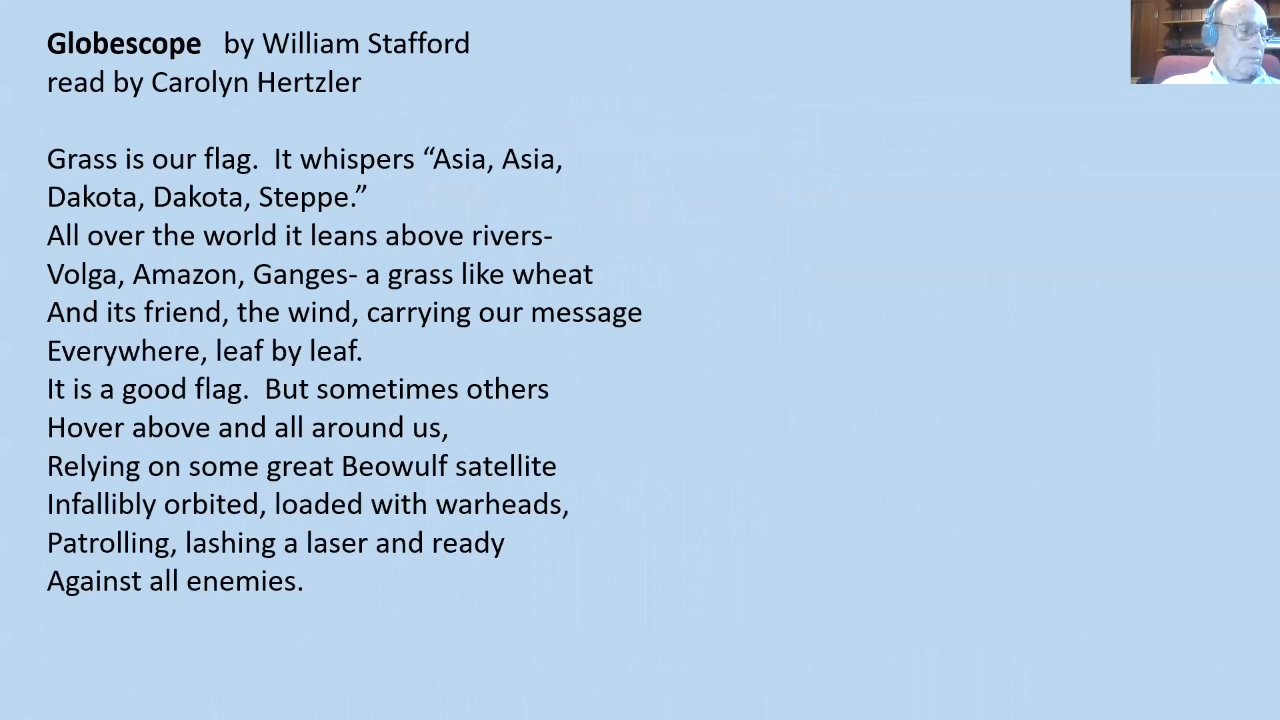 Globescope   by William Stafford
read by Carolyn Hertzler
Grass is our flag.  It whispers “Asia, Asia,
Dakota, Dakota, Steppe.”
All over the world it leans above rivers-
Volga, Amazon, Ganges- a grass like wheat
And its friend, the wind, carrying our message
Everywhere, leaf by leaf.
It is a good flag.  But sometimes others
Hover above and all around us,
Relying on some great Beowulf satellite
Infallibly orbited, loaded with warheads,
Patrolling, lashing a laser and ready
Against all enemies.